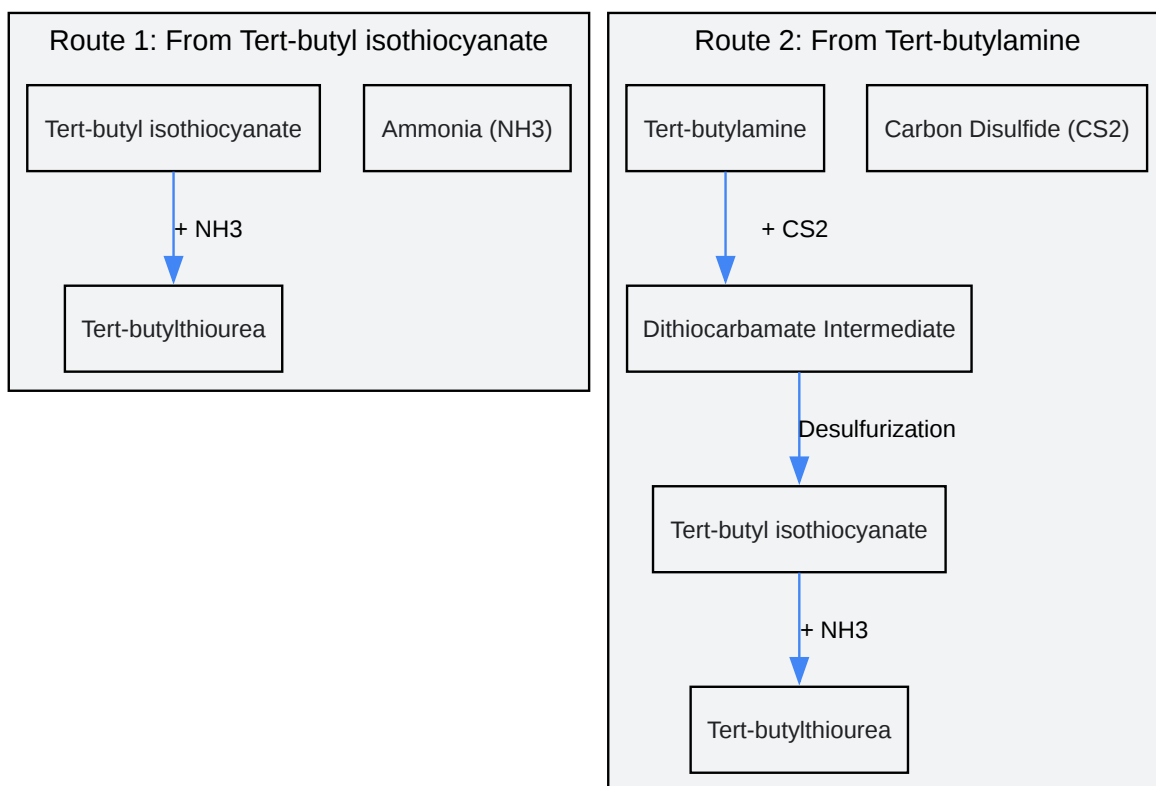 Route 1: From Tert-butyl isothiocyanate
Tert-butyl isothiocyanate
Ammonia (NH3)
+ NH3
Tert-butylthiourea
Route 2: From Tert-butylamine
Tert-butylamine
Carbon Disulfide (CS2)
+ CS2
Dithiocarbamate Intermediate
Desulfurization
Tert-butyl isothiocyanate
+ NH3
Tert-butylthiourea